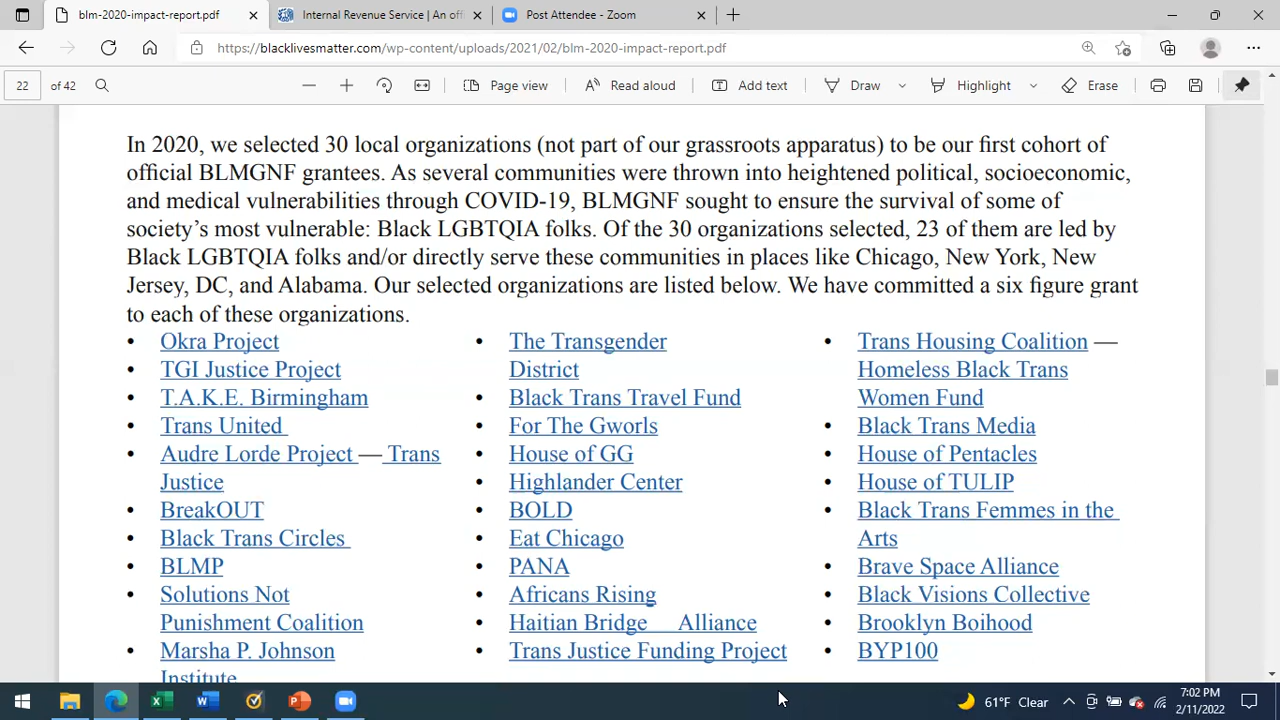 blm-2020-impact-report.pdf
Internal Revenue Service | An of
Post Attendee - Zoom
https://blacklivesmatter.com/wp-content/uploads/2021/02/blm-2020-impact-report.pdf
22 of 42
Page view
Read aloud
Add text
Draw
Highlight
Erase
In 2020, we selected 30 local organizations (not part of our grassroots apparatus) to be our first cohort of
official BLMGNF grantees. As several communities were thrown into heightened political, socioeconomic,
and medical vulnerabilities through COVID-19, BLMGNF sought to ensure the survival of some of
society's most vulnerable: Black LGBTQIA folks. Of the 30 organizations selected, 23 of them are led by
Black LGBTQIA folks and/or directly serve these communities in places like Chicago, New York, New
Jersey, DC, and Alabama. Our selected organizations are listed below. We have committed a six figure grant
to each of these organizations.
• Okra Project
• TGI Justice Project
• T.A.K.E. Birmingham
• Trans United
• Audre Lorde Project — Trans
Justice
• BreakOUT
• Black Trans Circles
• BLMP
• Solutions Not
Punishment Coalition
• Marsha P. Johnson
Institute
• The Transgender
District
• Black Trans Travel Fund
• For The Gworls
• House of GG
• Highlander Center
• BOLD
• Eat Chicago
• PANA
• Africans Rising
• Haitian Bridge Alliance
• Trans Justice Funding Project
• Trans Housing Coalition —
Homeless Black Trans
Women Fund
• Black Trans Media
• House of Pentacles
• House of TULIP
• Black Trans Femmes in the
Arts
• Brave Space Alliance
• Black Visions Collective
• Brooklyn Boihood
• BYP100
61°F Clear
7:02 PM
2/11/2022